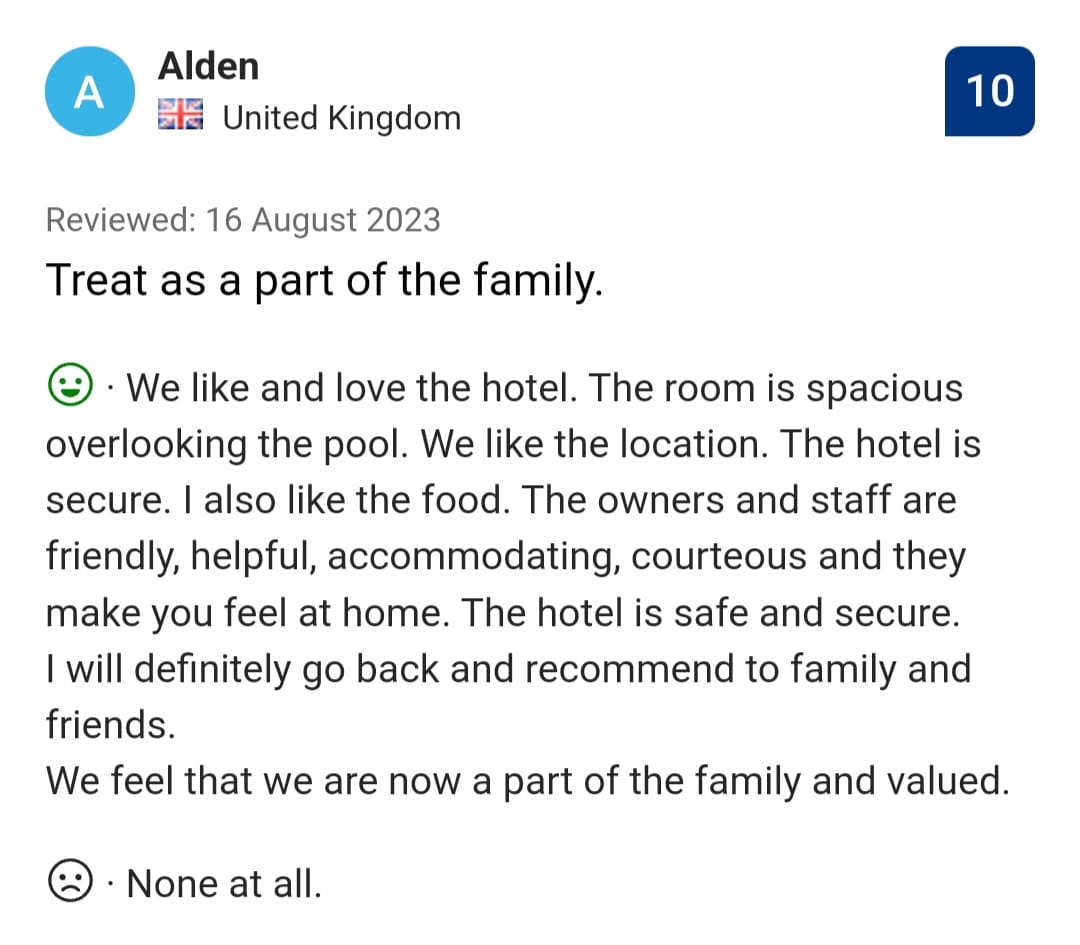 A
Alden
United Kingdom
10
Reviewed: 16 August 2023
Treat as a part of the family.
· We like and love the hotel. The room is spacious
overlooking the pool. We like the location. The hotel is
secure. I also like the food. The owners and staff are
friendly, helpful, accommodating, courteous and they
make you feel at home. The hotel is safe and secure.
I will definitely go back and recommend to family and
friends.
We feel that we are now a part of the family and valued.
· None at all.